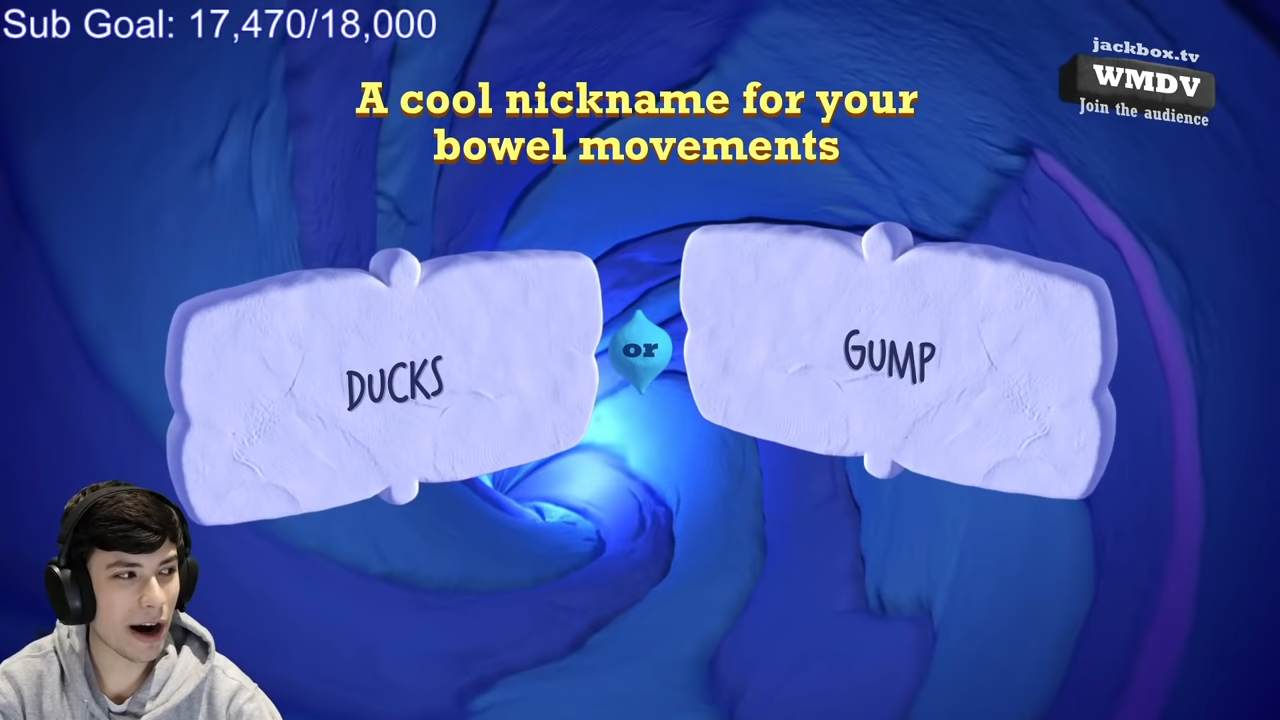 Sub Goal: 17,470/18,000
jackbox.tv
WMDV
Join the audience
A cool nickname for your
bowel movements
DUCKS
or
GUMP